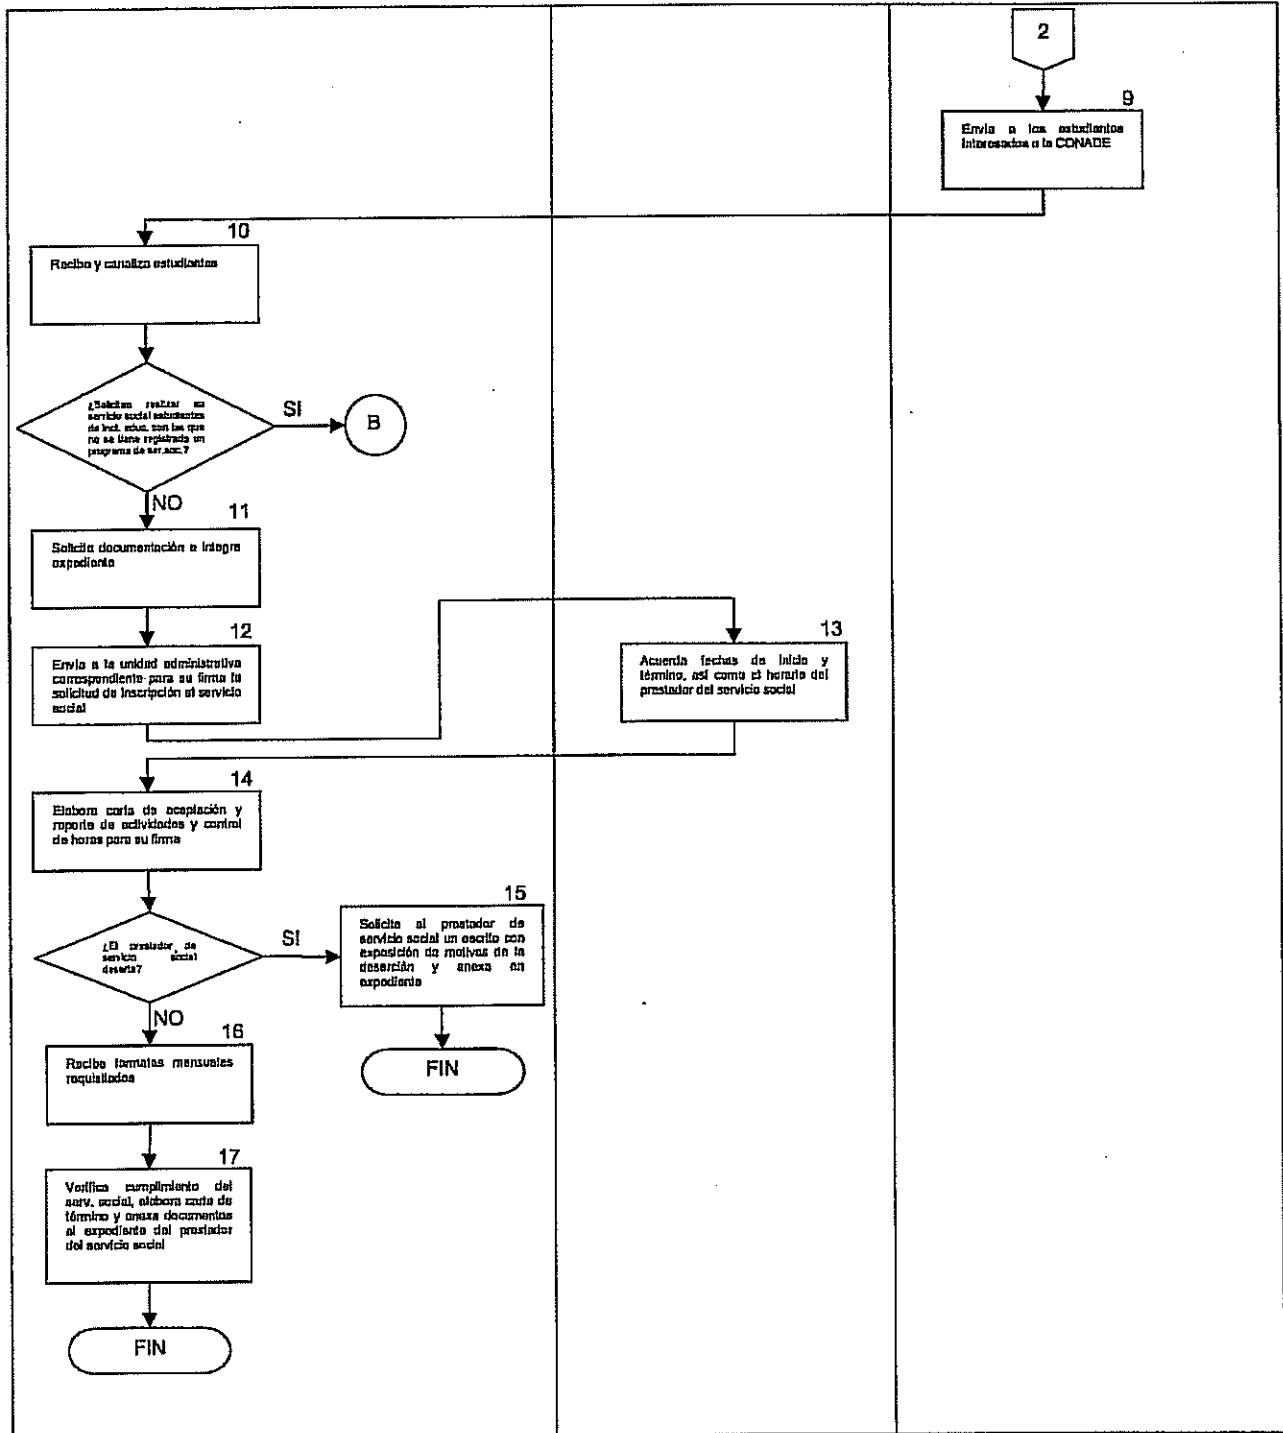 2
9
Envía a los estudiantes
interesados a la CONADE
10
Recibe y canaliza estudiantes
¿Solicitan realizar su
servicio social estudiantes
de inst. educ. con las que
no se tiene registrado un
programa de ser.soc.?
SI
B
NO
11
Solicita documentación e integra
expediente
12
Envía a la unidad administrativa
correspondiente para su firma la
solicitud de inscripción al servicio
social
13
Acuerda fechas de inicio y
término, así como el horario del
prestador del servicio social
14
Elabora carta de aceptación y
reporte de actividades y control
de horas para su firma
¿El prestador de
servicio social
deserta?
SI
15
Solicita al prestador de
servicio social un escrito con
exposición de motivos de la
deserción y anexa en
expediente
FIN
NO
16
Recibe formatos mensuales
requisitados
17
Verifica cumplimiento del
serv. social, elabora carta de
término y anexa documentos
al expediente del prestador
del servicio social
FIN